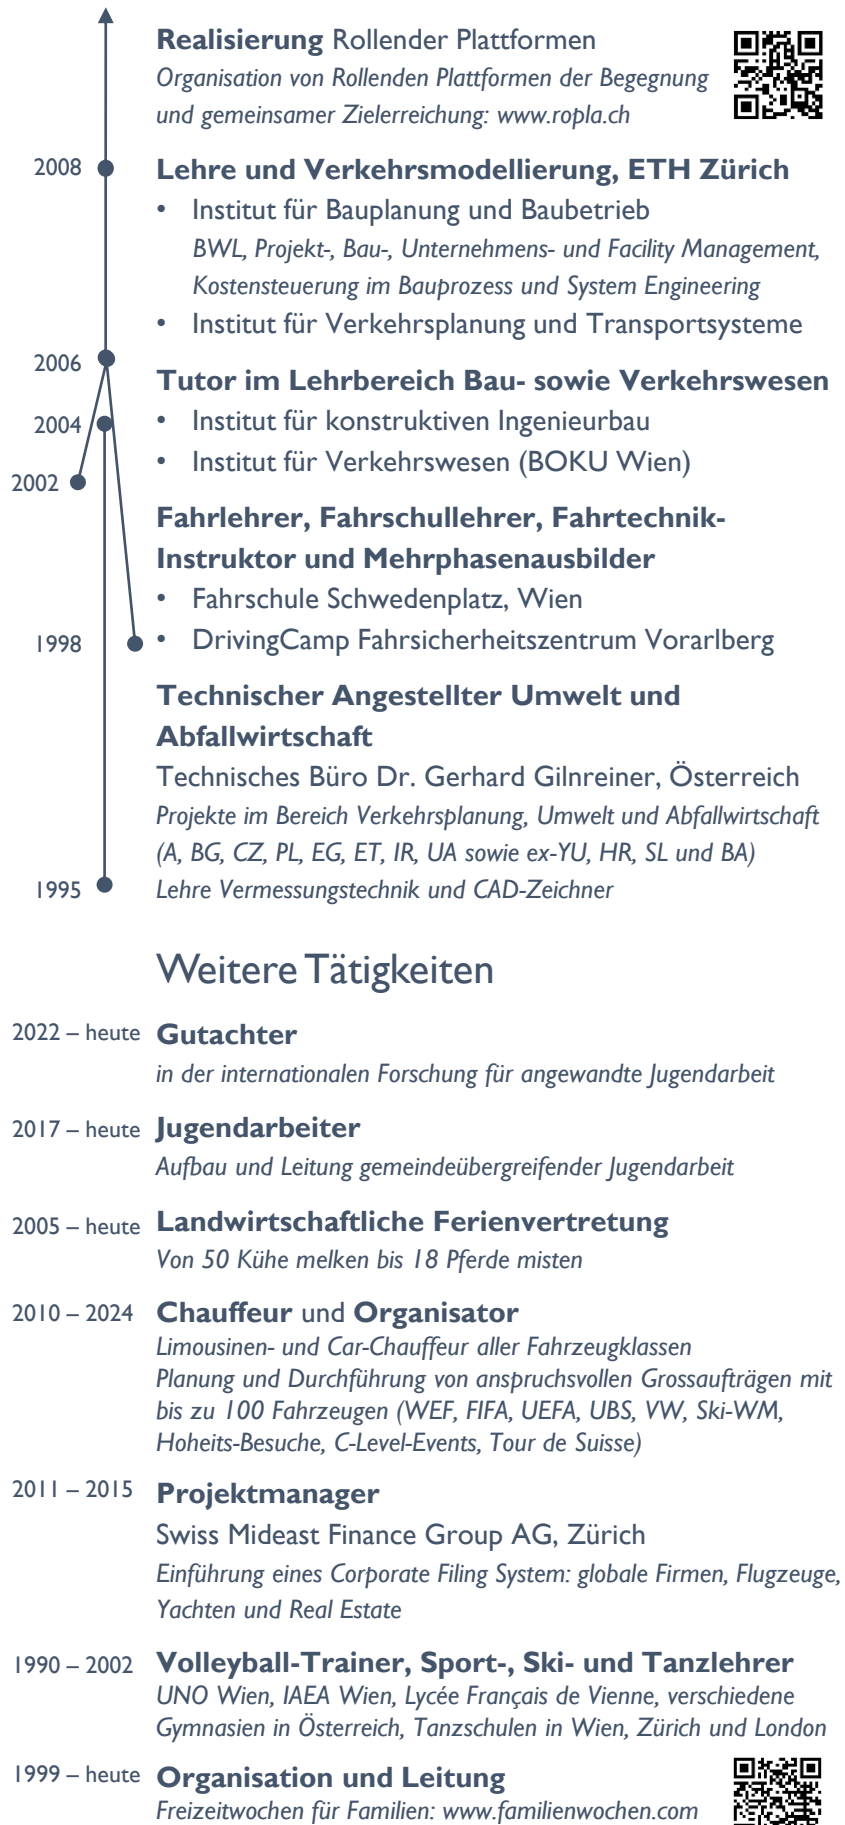 Realisierung Rollender Plattformen
Organisation von Rollenden Plattformen der Begegnung
und gemeinsamer Zielerreichung: www.ropla.ch
2008
Lehre und Verkehrsmodellierung, ETH Zürich
• Institut für Bauplanung und Baubetrieb
BWL, Projekt-, Bau-, Unternehmens- und Facility Management,
Kostensteuerung im Bauprozess und System Engineering
• Institut für Verkehrsplanung und Transportsysteme
2006
Tutor im Lehrbereich Bau- sowie Verkehrswesen
2004
• Institut für konstruktiven Ingenieurbau
• Institut für Verkehrswesen (BOKU Wien)
2002
Fahrlehrer, Fahrschullehrer, Fahrtechnik-
Instruktor und Mehrphasenausbilder
• Fahrschule Schwedenplatz, Wien
1998
• DrivingCamp Fahrsicherheitszentrum Vorarlberg
Technischer Angestellter Umwelt und
Abfallwirtschaft
Technisches Büro Dr. Gerhard Gilnreiner, Österreich
Projekte im Bereich Verkehrsplanung, Umwelt und Abfallwirtschaft
(A, BG, CZ, PL, EG, ET, IR, UA sowie ex-YU, HR, SL und BA)
1995
Lehre Vermessungstechnik und CAD-Zeichner
Weitere Tätigkeiten
2022 – heute Gutachter
in der internationalen Forschung für angewandte Jugendarbeit
2017 – heute Jugendarbeiter
Aufbau und Leitung gemeindeübergreifender Jugendarbeit
2005 – heute Landwirtschaftliche Ferienvertretung
Von 50 Kühe melken bis 18 Pferde misten
2010 – 2024 Chauffeur und Organisator
Limousinen- und Car-Chauffeur aller Fahrzeugklassen
Planung und Durchführung von anspruchsvollen Grossaufträgen mit
bis zu 100 Fahrzeugen (WEF, FIFA, UEFA, UBS, VW, Ski-WM,
Hoheits-Besuche, C-Level-Events, Tour de Suisse)
2011 – 2015 Projektmanager
Swiss Mideast Finance Group AG, Zürich
Einführung eines Corporate Filing System: globale Firmen, Flugzeuge,
Yachten und Real Estate
1990 – 2002 Volleyball-Trainer, Sport-, Ski- und Tanzlehrer
UNO Wien, IAEA Wien, Lycée Français de Vienne, verschiedene
Gymnasien in Österreich, Tanzschulen in Wien, Zürich und London
1999 – heute Organisation und Leitung
Freizeitwochen für Familien: www.familienwochen.com